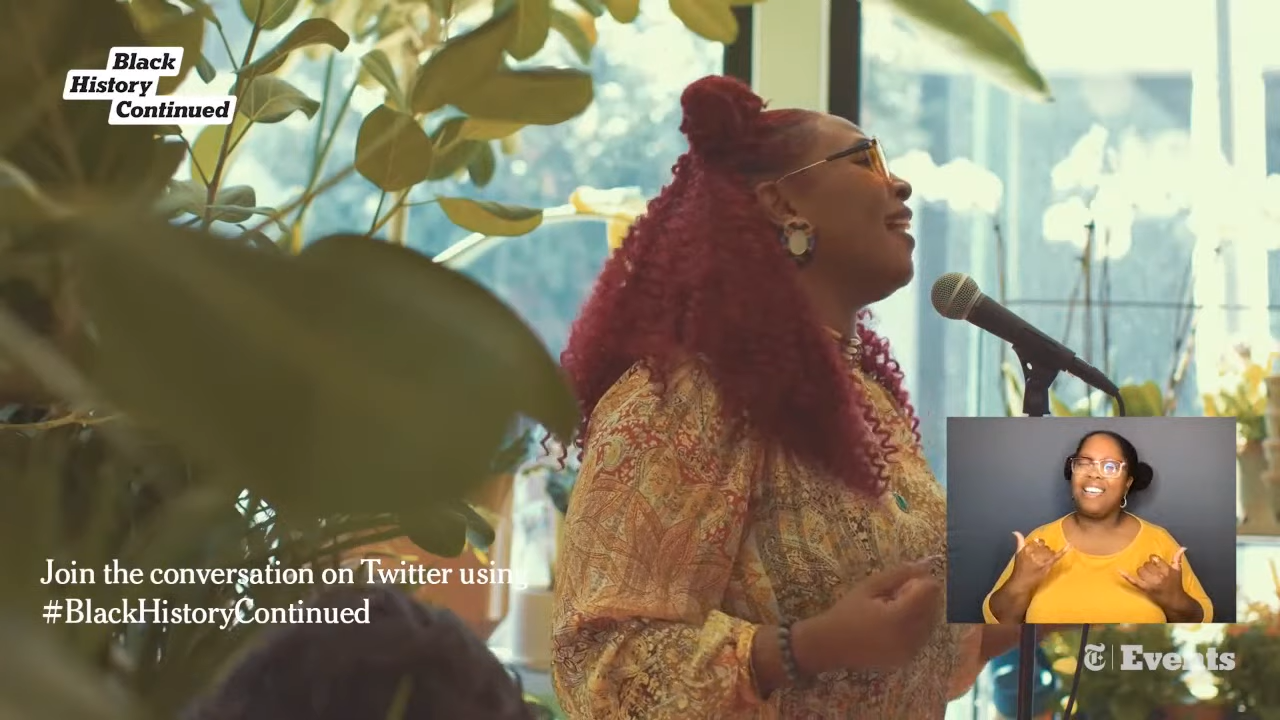 Black
History
Continued
Join the conversation on Twitter using
#BlackHistoryContinued
T | Events